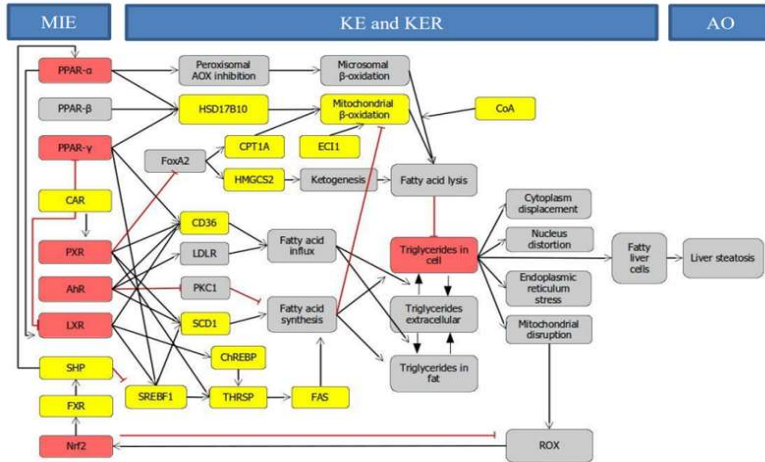 MIE
KE and KER
AO
PPAR-α
Peroxisomal
AOX inhibition
Microsomal
β-oxidation
PPAR-β
HSD17B10
Mitochondrial
β-oxidation
CoA
PPAR-γ
FoxA2
CPT1A
ECI1
HMGCS2
Ketogenesis
Fatty acid lysis
CAR
Cytoplasm
displacement
CD36
Nucleus
distortion
PXR
LDLR
Fatty acid
influx
Triglycerides in
cell
Fatty
liver
cells
Liver steatosis
AhR
PKC1
Endoplasmic
reticulum
stress
LXR
SCD1
Fatty acid
synthesis
Triglycerides
extracellular
Mitochondrial
disruption
ChREBP
SHP
Triglycerides in
fat
SREBF1
THRSP
FAS
FXR
Nrf2
ROX